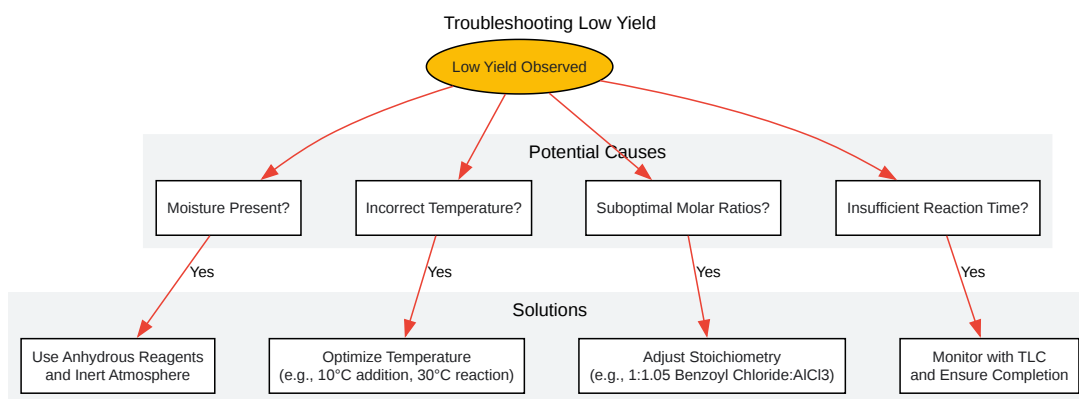 Troubleshooting Low Yield
Low Yield Observed
Potential Causes
Moisture Present?
Incorrect Temperature?
Suboptimal Molar Ratios?
Insufficient Reaction Time?
Yes
Yes
Yes
Yes
Solutions
Use Anhydrous Reagents
and Inert Atmosphere
Optimize Temperature
(e.g., 10°C addition, 30°C reaction)
Adjust Stoichiometry
(e.g., 1:1.05 Benzoyl Chloride:AlCl3)
Monitor with TLC
and Ensure Completion